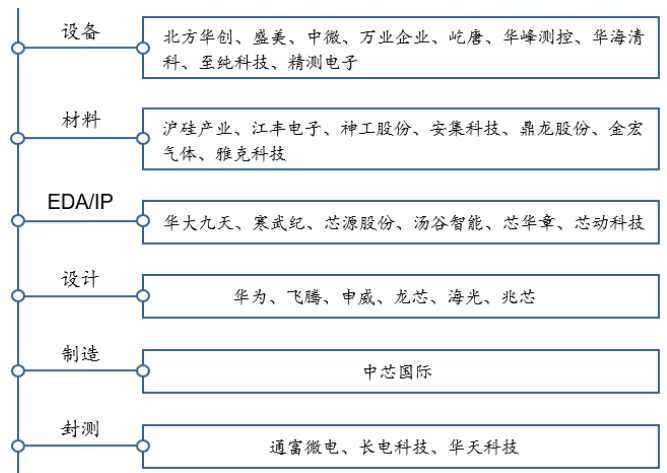 设备
北方华创、盛美、中微、万业企业、屹唐、华峰测控、华海清
科、至纯科技、精测电子
材料
沪硅产业、江丰电子、神工股份、安集科技、鼎龙股份、金宏
气体、雅克科技
EDA/IP
华大九天、寒武纪、芯源股份、汤谷智能、芯华章、芯动科技
设计
华为、飞腾、申威、龙芯、海光、兆芯
制造
中芯国际
封测
通富微电、长电科技、华天科技